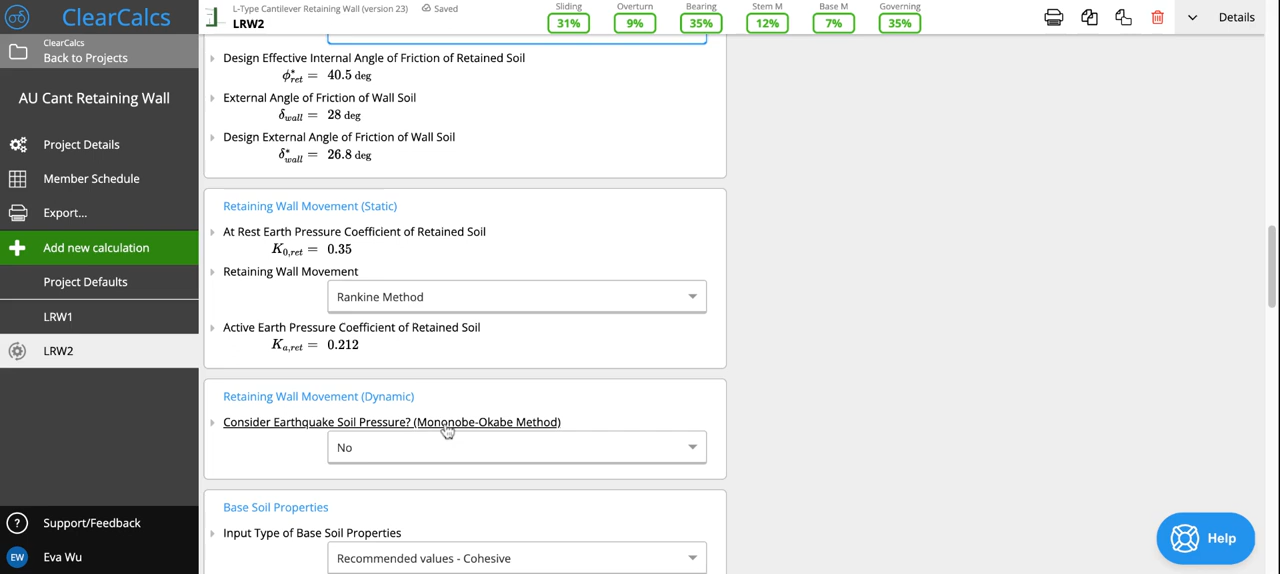 ClearCalcs
L-Type Cantilever Retaining Wall (version 23) Saved
LRW2
Sliding Overturn Bearing Stem M Base M Governing
31% 9% 35% 12% 7% 35%
Details
ClearCalcs
Back to Projects
AU Cant Retaining Wall
Project Details
Member Schedule
Export...
Add new calculation
Project Defaults
LRW1
LRW2
Support/Feedback
EW Eva Wu
Design Effective Internal Angle of Friction of Retained Soil
ϕ*ret = 40.5 deg
External Angle of Friction of Wall Soil
δwall = 28 deg
Design External Angle of Friction of Wall Soil
δ*wall = 26.8 deg
Retaining Wall Movement (Static)
At Rest Earth Pressure Coefficient of Retained Soil
K0,ret = 0.35
Retaining Wall Movement
Rankine Method
Active Earth Pressure Coefficient of Retained Soil
Ka,ret = 0.212
Retaining Wall Movement (Dynamic)
Consider Earthquake Soil Pressure? (Mononobe-Okabe Method)
No
Base Soil Properties
Input Type of Base Soil Properties
Recommended values - Cohesive
? Help